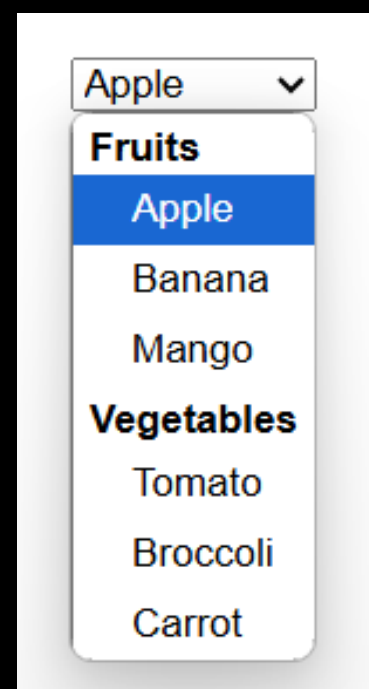 Apple
Fruits
Apple
Banana
Mango
Vegetables
Tomato
Broccoli
Carrot